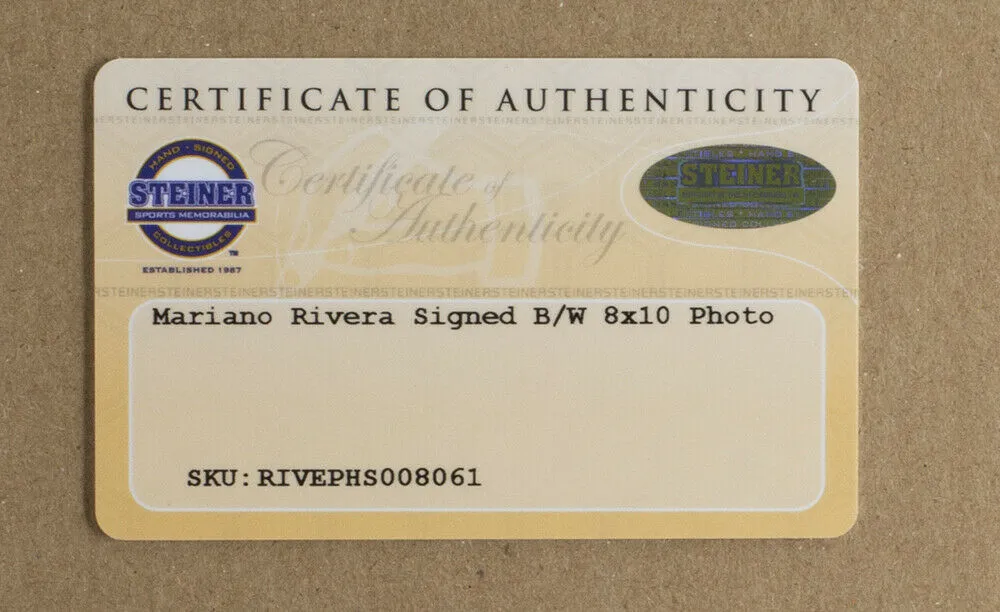 CERTIFICATE OF AUTHENTICITY
HAND • SIGNED
STEINER
SPORTS MEMORABILIA
COLLECTIBLES
TM
ESTABLISHED 1987
Certificate of
Authenticity
STEINER
Mariano Rivera Signed B/W 8x10 Photo
SKU: RIVEPHS008061